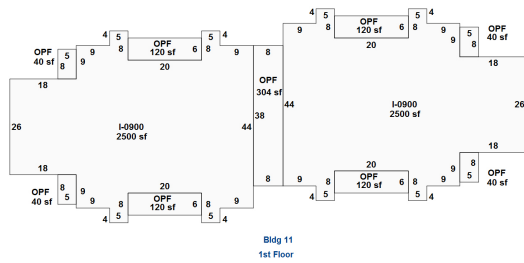 4 5 8 OPF 120 sf 6 8 5 4
9 20 9
OPF 40 sf 5 8 9
18
26 I-0900 2500 sf 44
18
OPF 40 sf 8 5 9
9 20 9
4 5 8 OPF 120 sf 6 8 5 4
8 OPF 304 sf 38 8
4 5 8 OPF 120 sf 6 8 5 4
9 20 9
9 5 8 OPF 40 sf
18
44 I-0900 2500 sf 26
18
9 8 5 OPF 40 sf
9 20 9
4 5 8 OPF 120 sf 6 8 5 4
Bldg 11
1st Floor